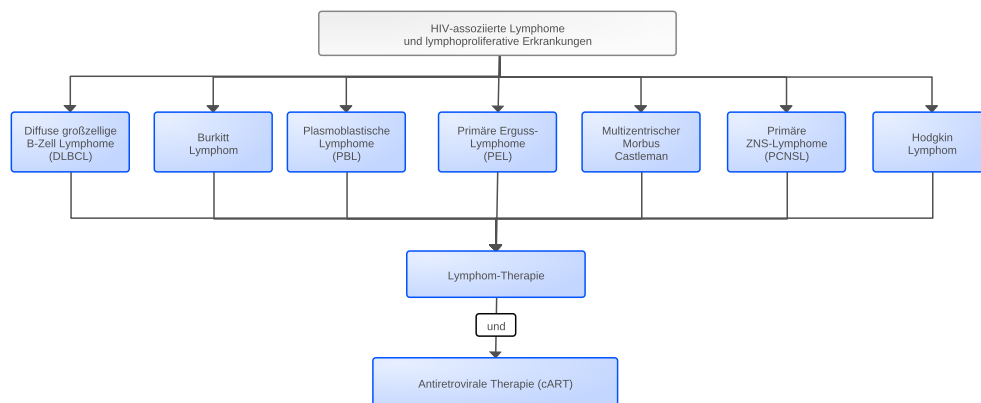 HIV-assoziierte Lymphome
und lymphoproliferative Erkrankungen
Diffuse großzellige
B-Zell Lymphome
(DLBCL)
Burkitt
Lymphom
Plasmoblastische
Lymphome
(PBL)
Primäre Erguss-
Lymphome
(PEL)
Multizentrischer
Morbus
Castleman
Primäre
ZNS-Lymphome
(PCNSL)
Hodgkin
Lymphom
Lymphom-Therapie
und
Antiretrovirale Therapie (cART)